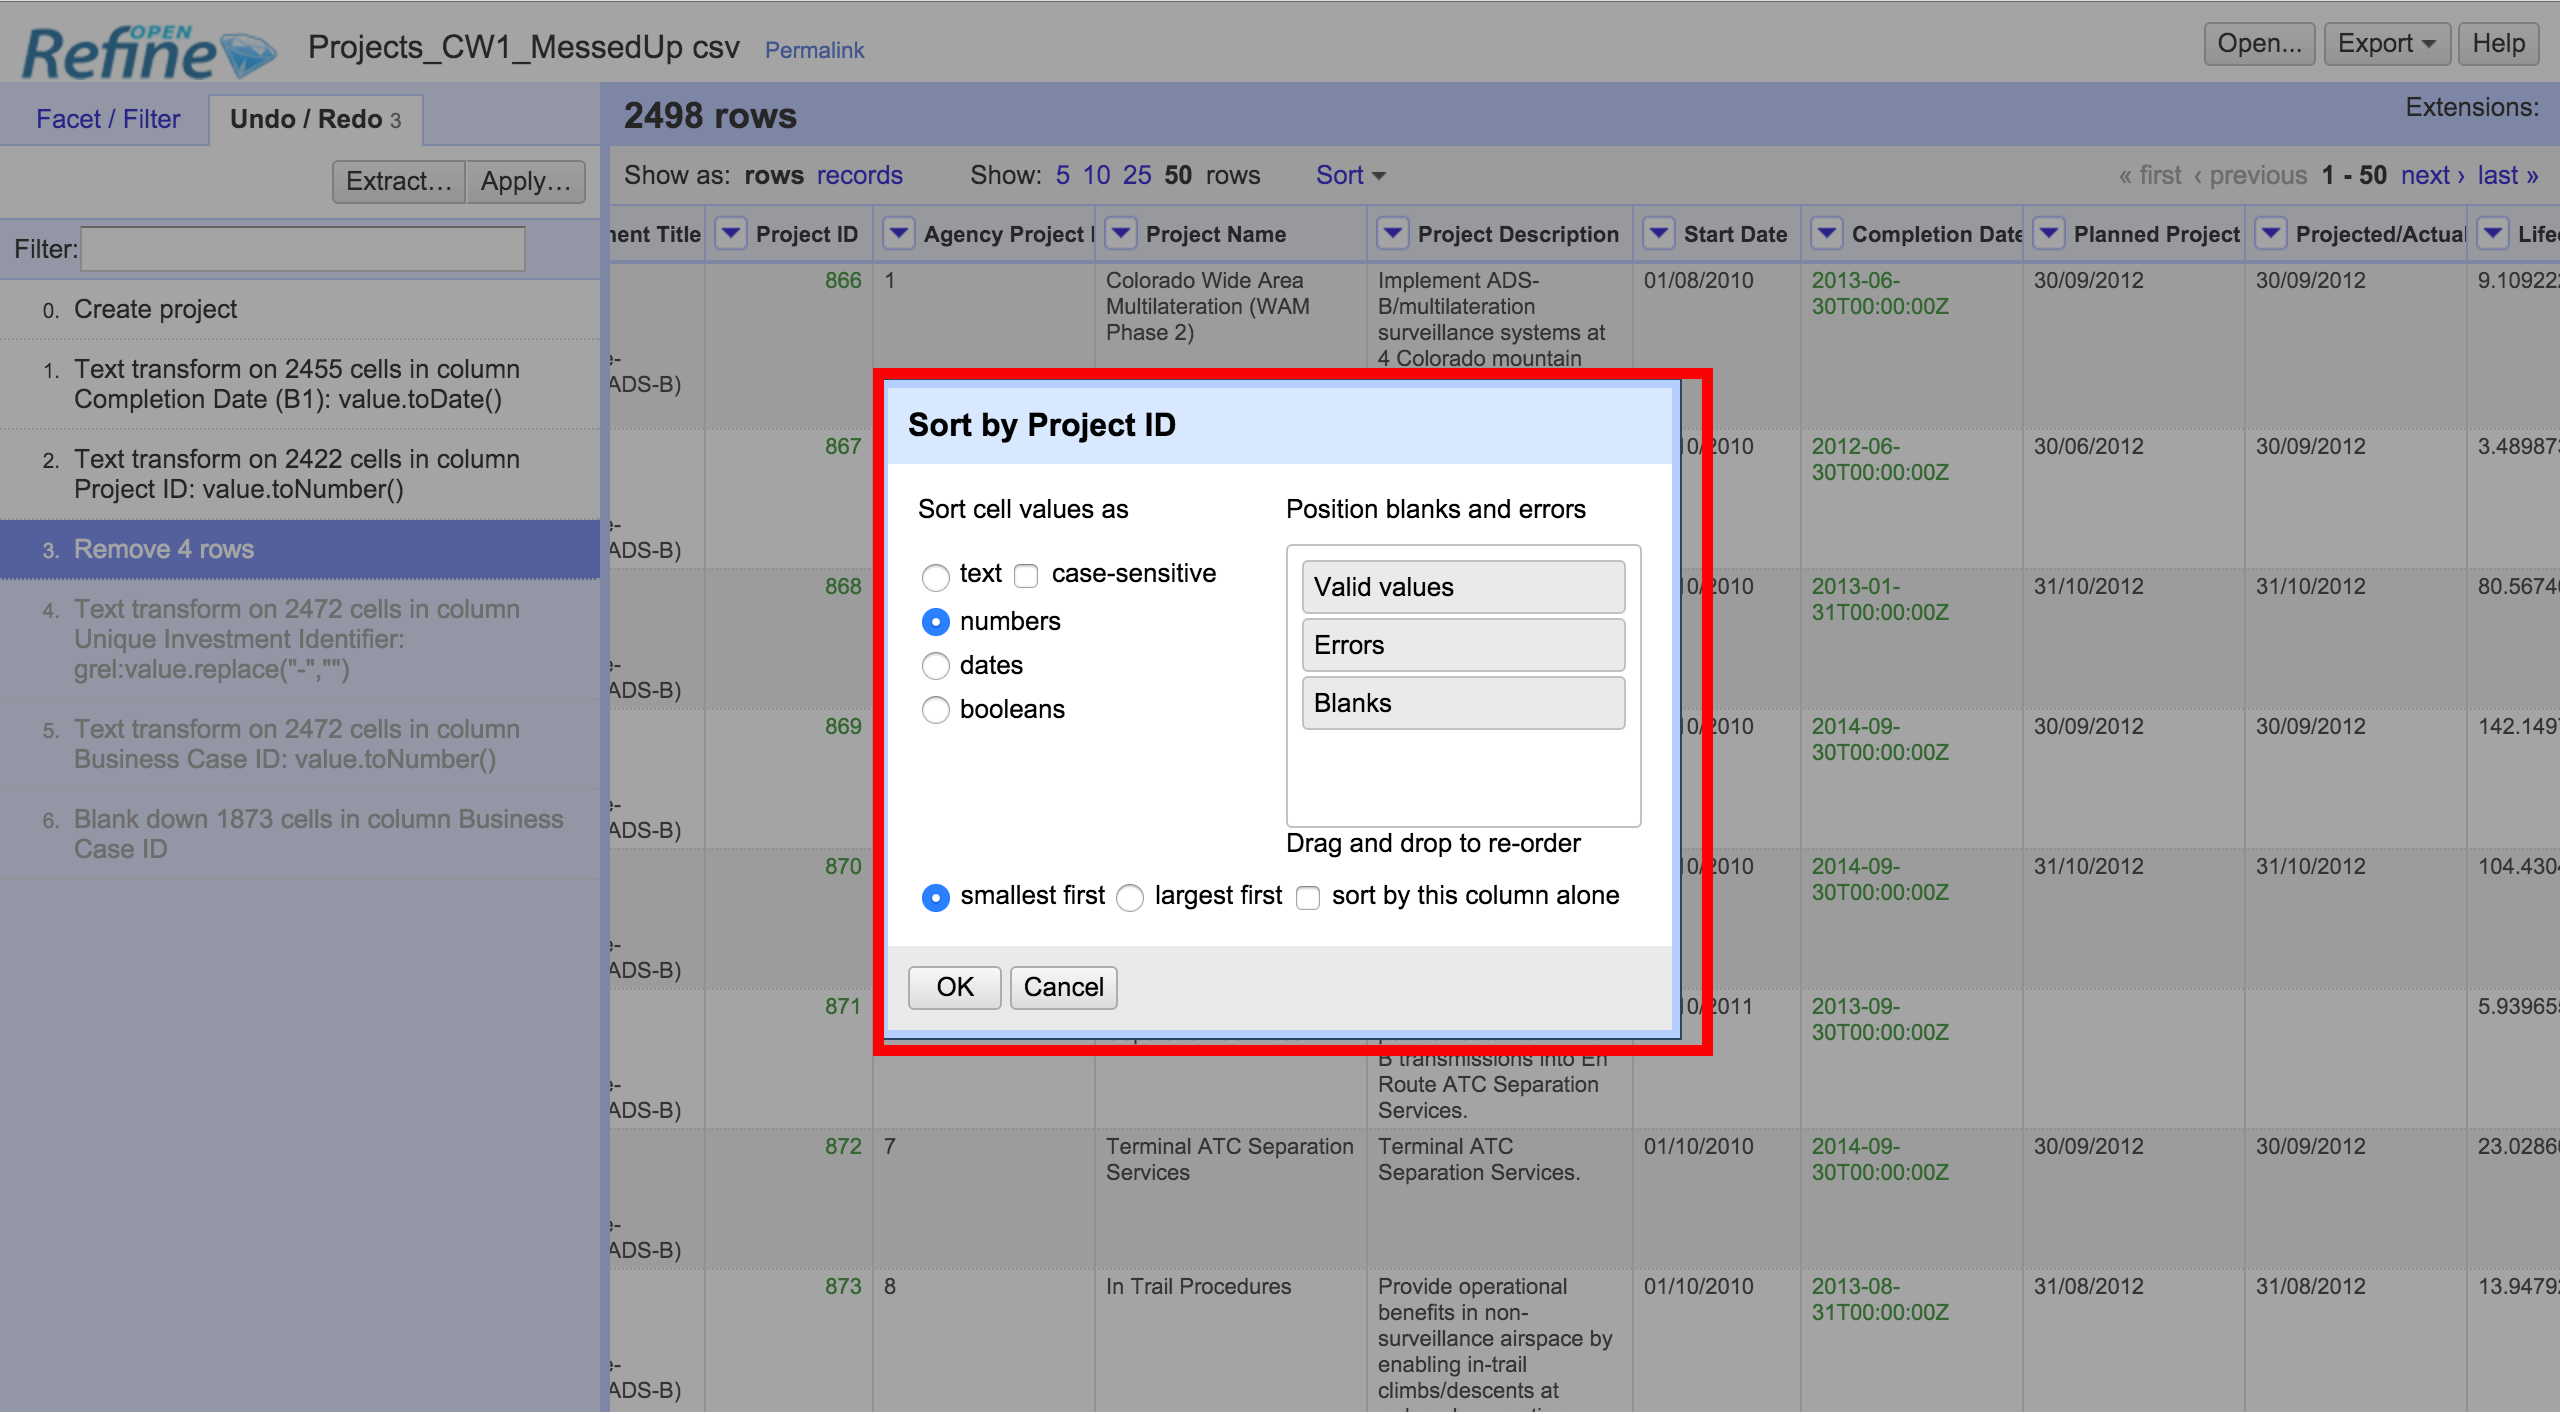 OPEN
Refine
Projects_CW1_MessedUp csv Permalink
Open... Export Help
Facet / Filter Undo / Redo 3
Extract... Apply...
Filter:
0. Create project
1. Text transform on 2455 cells in column
Completion Date (B1): value.toDate()
2. Text transform on 2422 cells in column
Project ID: value.toNumber()
3. Remove 4 rows
4. Text transform on 2472 cells in column
Unique Investment Identifier:
grel:value.replace("-","")
5. Text transform on 2472 cells in column
Business Case ID: value.toNumber()
6. Blank down 1873 cells in column Business
Case ID
2498 rows
Extensions:
Show as: rows records Show: 5 10 25 50 rows Sort
« first ‹ previous 1 - 50 next › last »
Title Project ID Agency Project Project Name Project Description Start Date Completion Date Planned Project Projected/Actual
866 1 Colorado Wide Area Implement ADS- 01/08/2010 2013-06- 30/09/2012 30/09/2012 9.10922
Multilateration (WAM B/multilateration 30T00:00:00Z
Phase 2) surveillance systems at
4 Colorado mountain
ADS-B)
867 2012-06- 30/06/2012 30/09/2012 3.48987
30T00:00:00Z
ADS-B)
868 2013-01- 31/10/2012 31/10/2012 80.5674
31T00:00:00Z
ADS-B)
869 2014-09- 30/09/2012 30/09/2012 142.149
30T00:00:00Z
ADS-B)
870 2014-09- 31/10/2012 31/10/2012 104.430
30T00:00:00Z
ADS-B)
871 2013-09- 5.93965
30T00:00:00Z
B transmissions into En
Route ATC Separation
Services.
ADS-B)
872 7 Terminal ATC Separation Terminal ATC 01/10/2010 2014-09- 30/09/2012 30/09/2012 23.0286
Services Separation Services. 30T00:00:00Z
ADS-B)
873 8 In Trail Procedures Provide operational 01/10/2010 2013-08- 31/08/2012 31/08/2012 13.9479
benefits in non- 31T00:00:00Z
surveillance airspace by
enabling in-trail
climbs/descents at
ADS-B)
Sort by Project ID
Sort cell values as Position blanks and errors
text case-sensitive
numbers
dates
booleans
Valid values
Errors
Blanks
Drag and drop to re-order
smallest first largest first sort by this column alone
OK Cancel